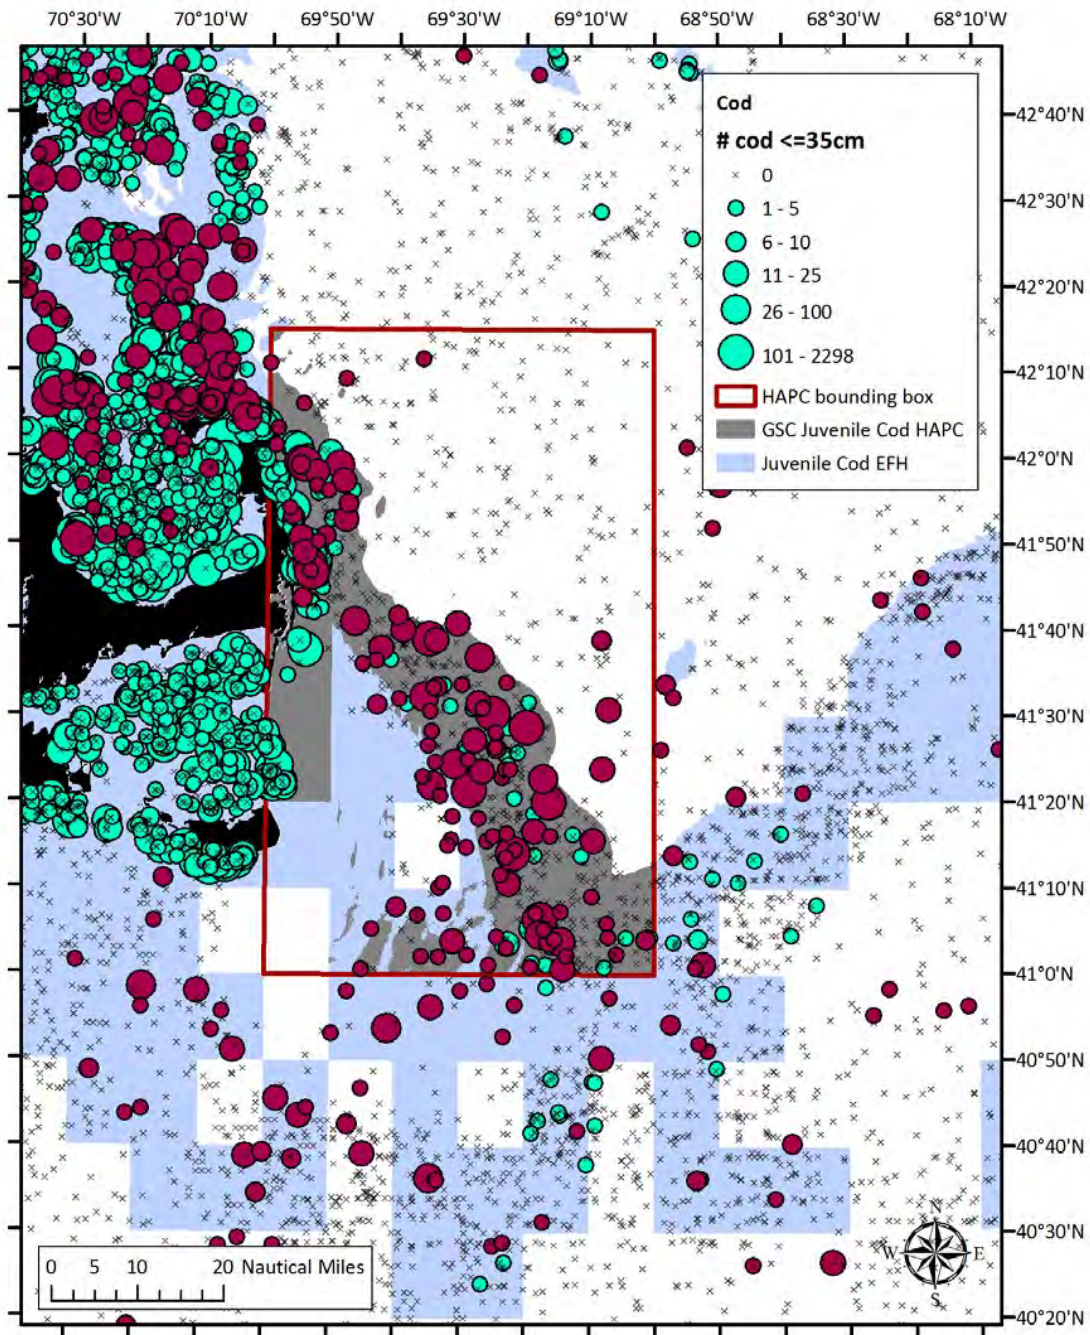 70°30'W 70°10'W 69°50'W 69°30'W 69°10'W 68°50'W 68°30'W 68°10'W
Cod
# cod <=35cm
0
1 - 5
6 - 10
11 - 25
26 - 100
101 - 2298
HAPC bounding box
GSC Juvenile Cod HAPC
Juvenile Cod EFH
42°40'N
42°30'N
42°20'N
42°10'N
42°0'N
41°50'N
41°40'N
41°30'N
41°20'N
41°10'N
41°0'N
40°50'N
40°40'N
40°30'N
40°20'N
N
W E
S
0 5 10 20 Nautical Miles